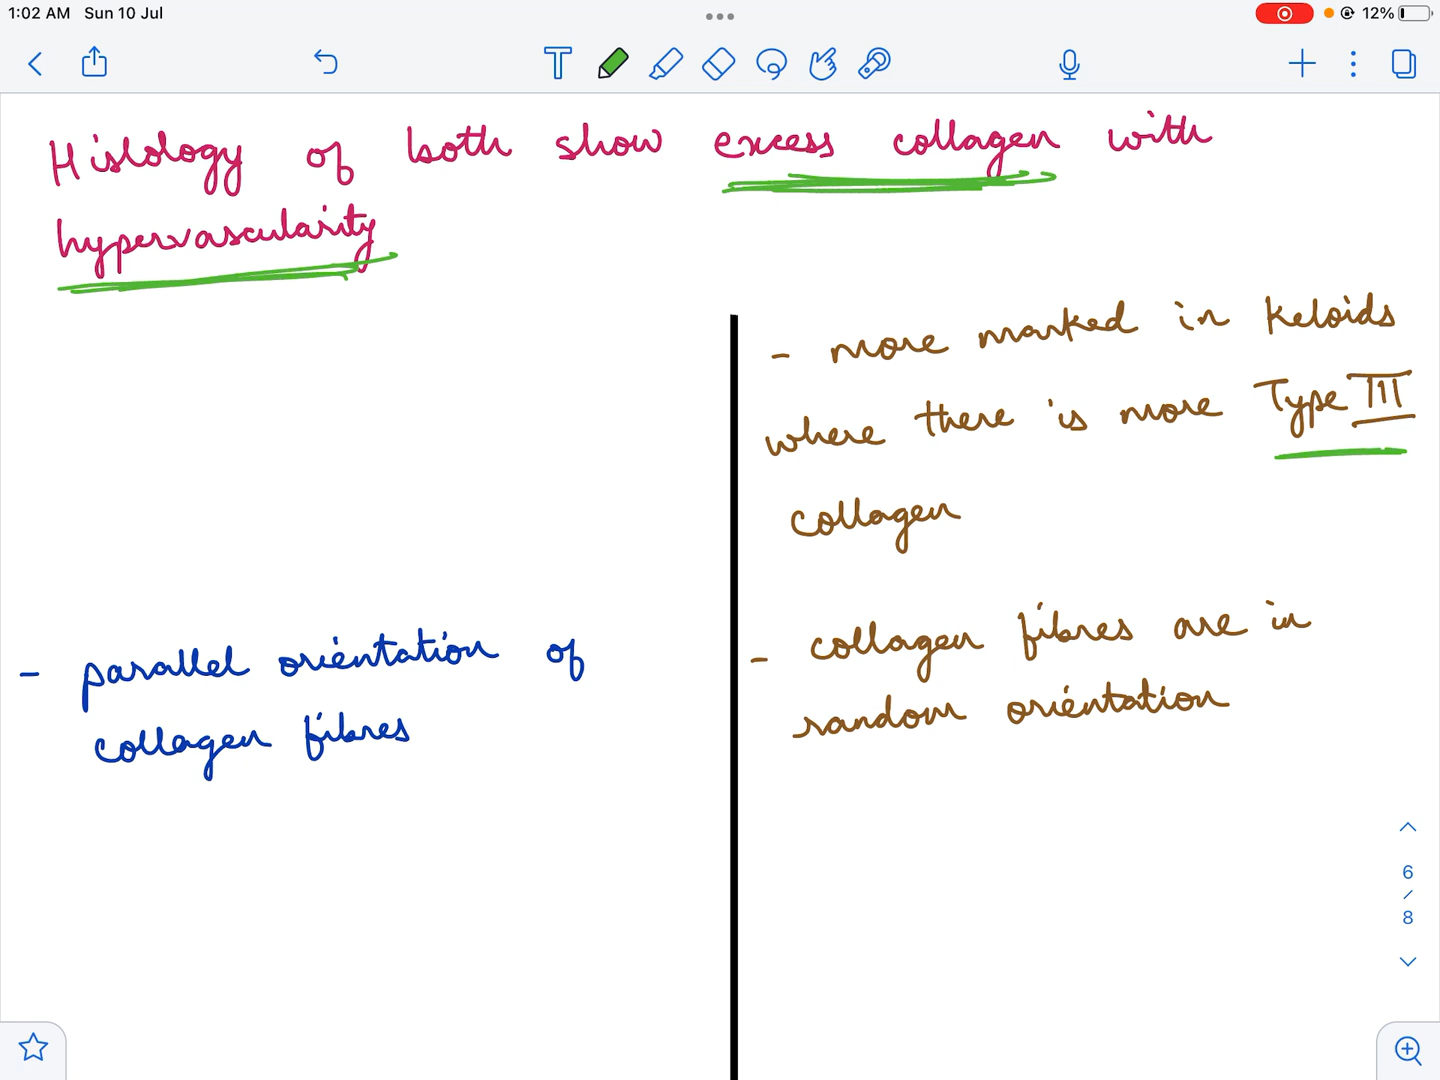 1:02 AM Sun 10 Jul
12%
Histology of both show excess collagen with
hypervascularity
- more marked in Keloids
where there is more Type III
collagen
- parallel orientation of
collagen fibres
- collagen fibres are in
random orientation
6
/
8